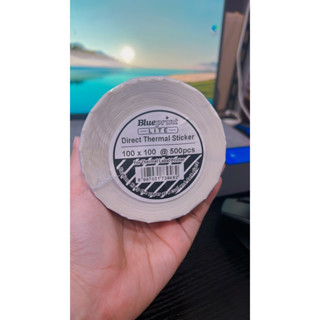 Blueprint
LITE
Direct Thermal Sticker
100 x 100 @ 500pcs